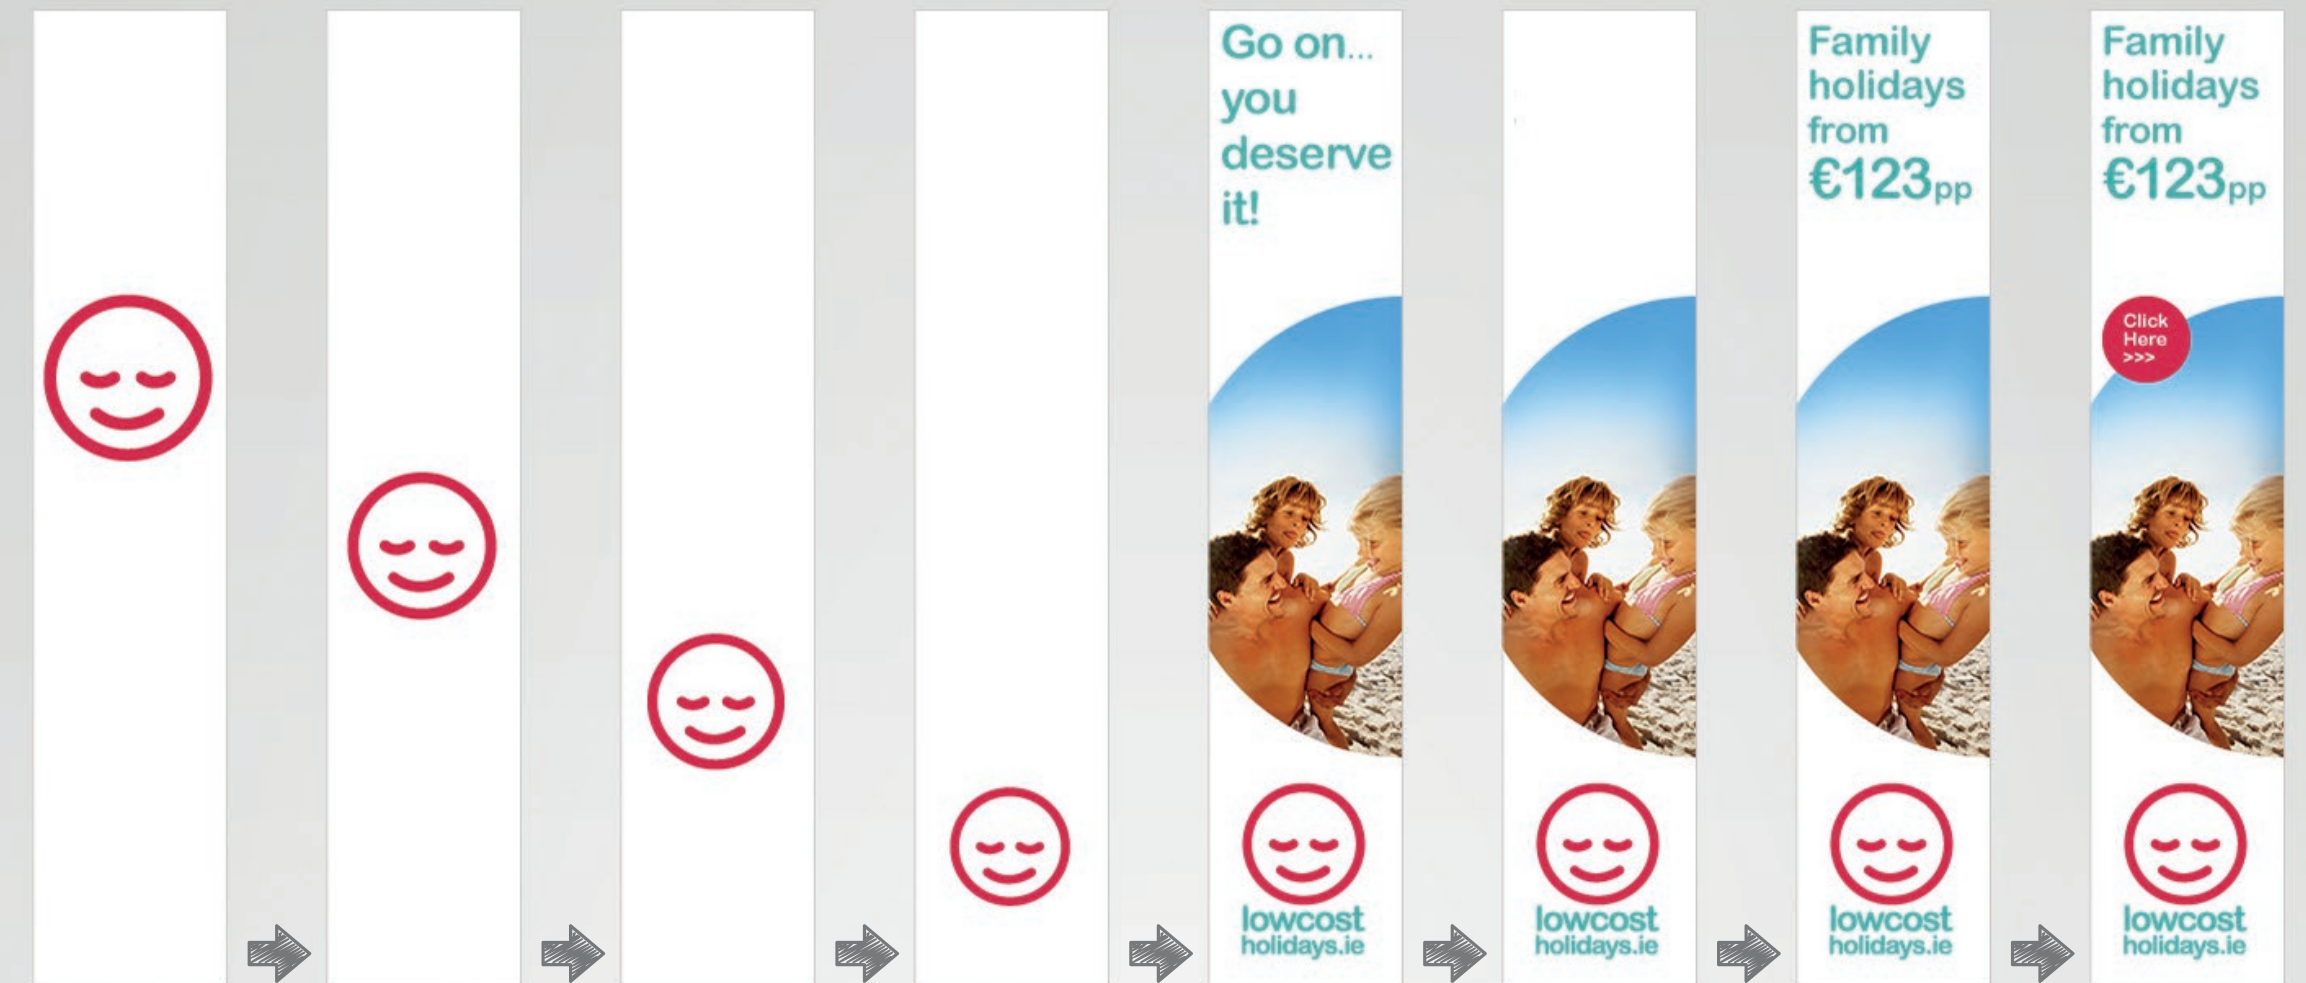 Go on...
you
deserve
it!
lowcost
holidays.ie
lowcost
holidays.ie
Family
holidays
from
€123pp
lowcost
holidays.ie
Family
holidays
from
€123pp
Click
Here
>>>
lowcost
holidays.ie